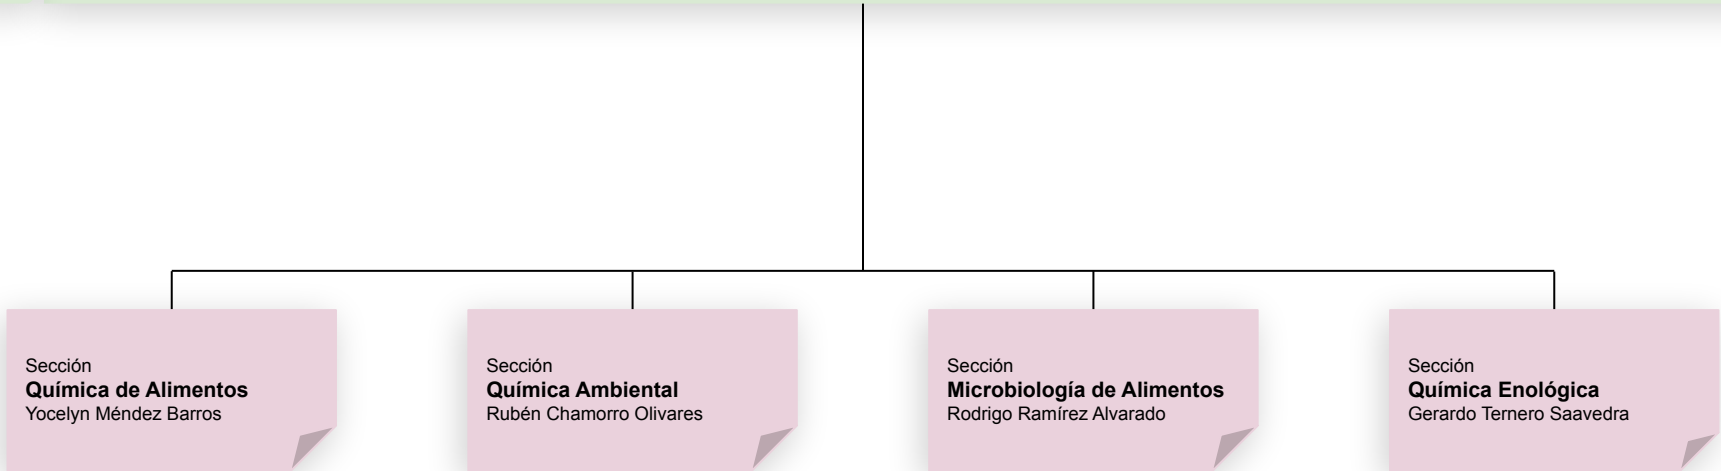 Sección
Química de Alimentos
Yocelyn Méndez Barros
Sección
Química Ambiental
Rubén Chamorro Olivares
Sección
Microbiología de Alimentos
Rodrigo Ramírez Alvarado
Sección
Química Enológica
Gerardo Ternero Saavedra